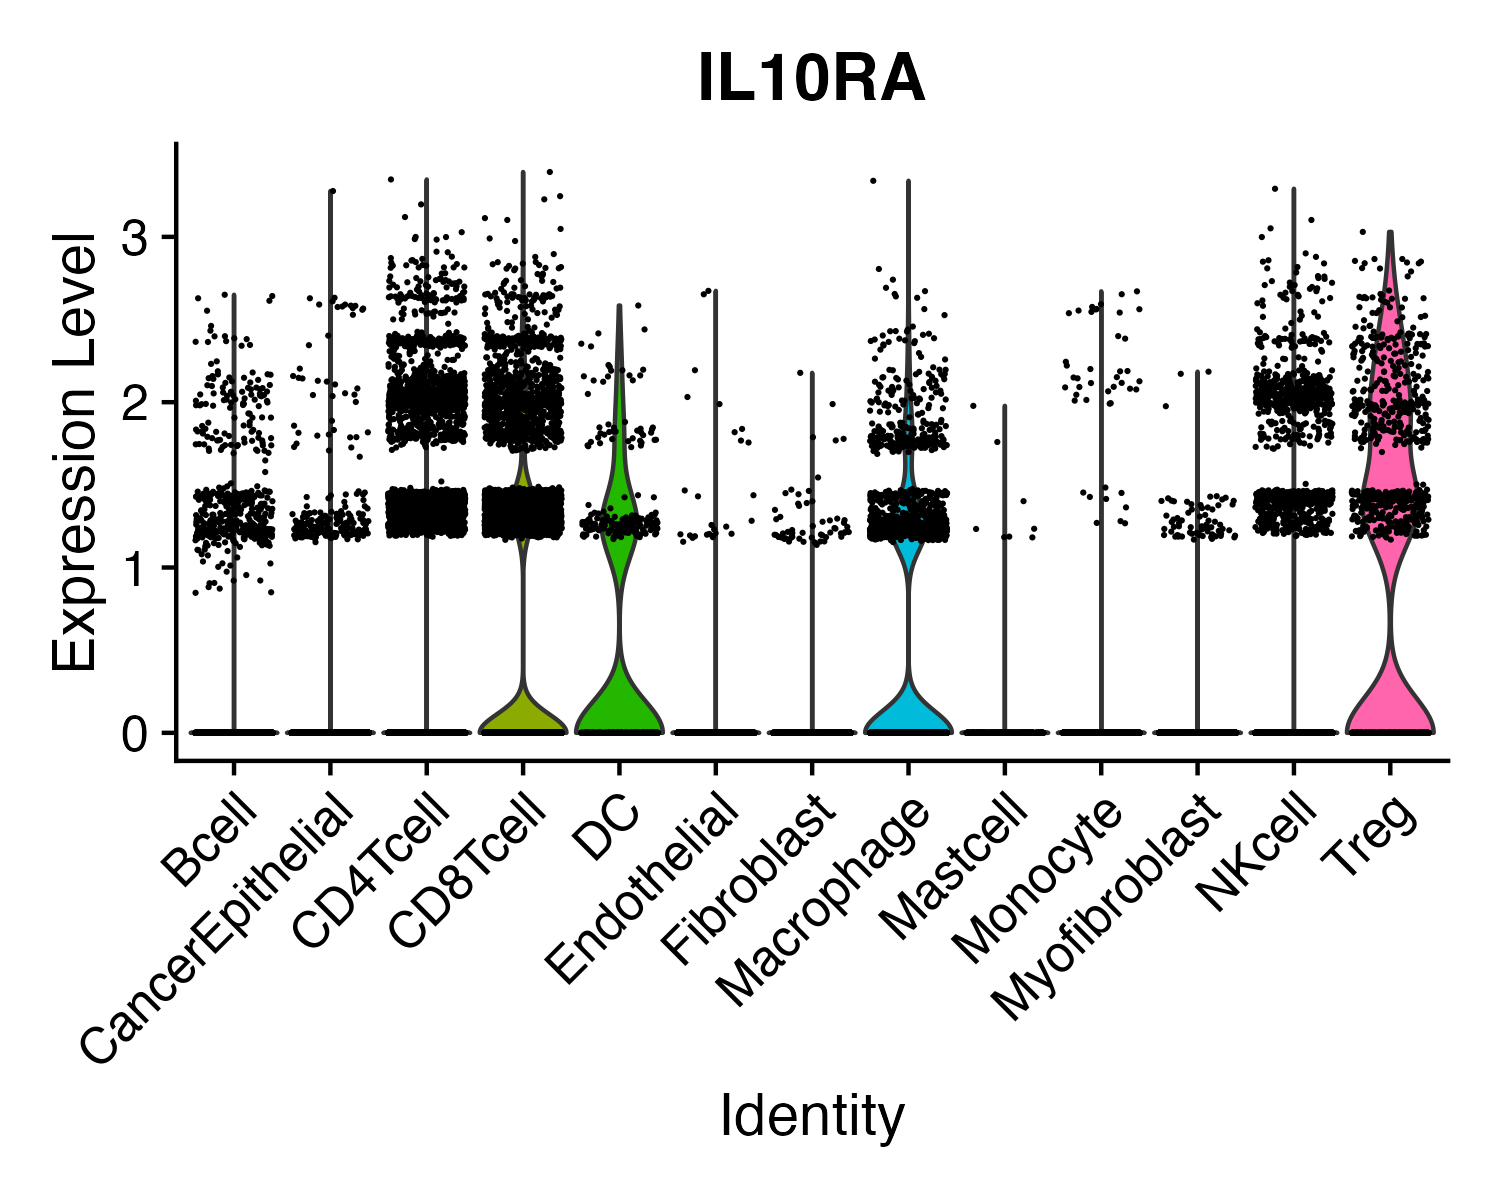 IL10RA
Expression Level
3
2
1
0
Bcell
CancerEpithelial
CD4Tcell
CD8Tcell
DC
Endothelial
Fibroblast
Macrophage
Mastcell
Monocyte
Myofibroblast
NKcell
Treg
Identity